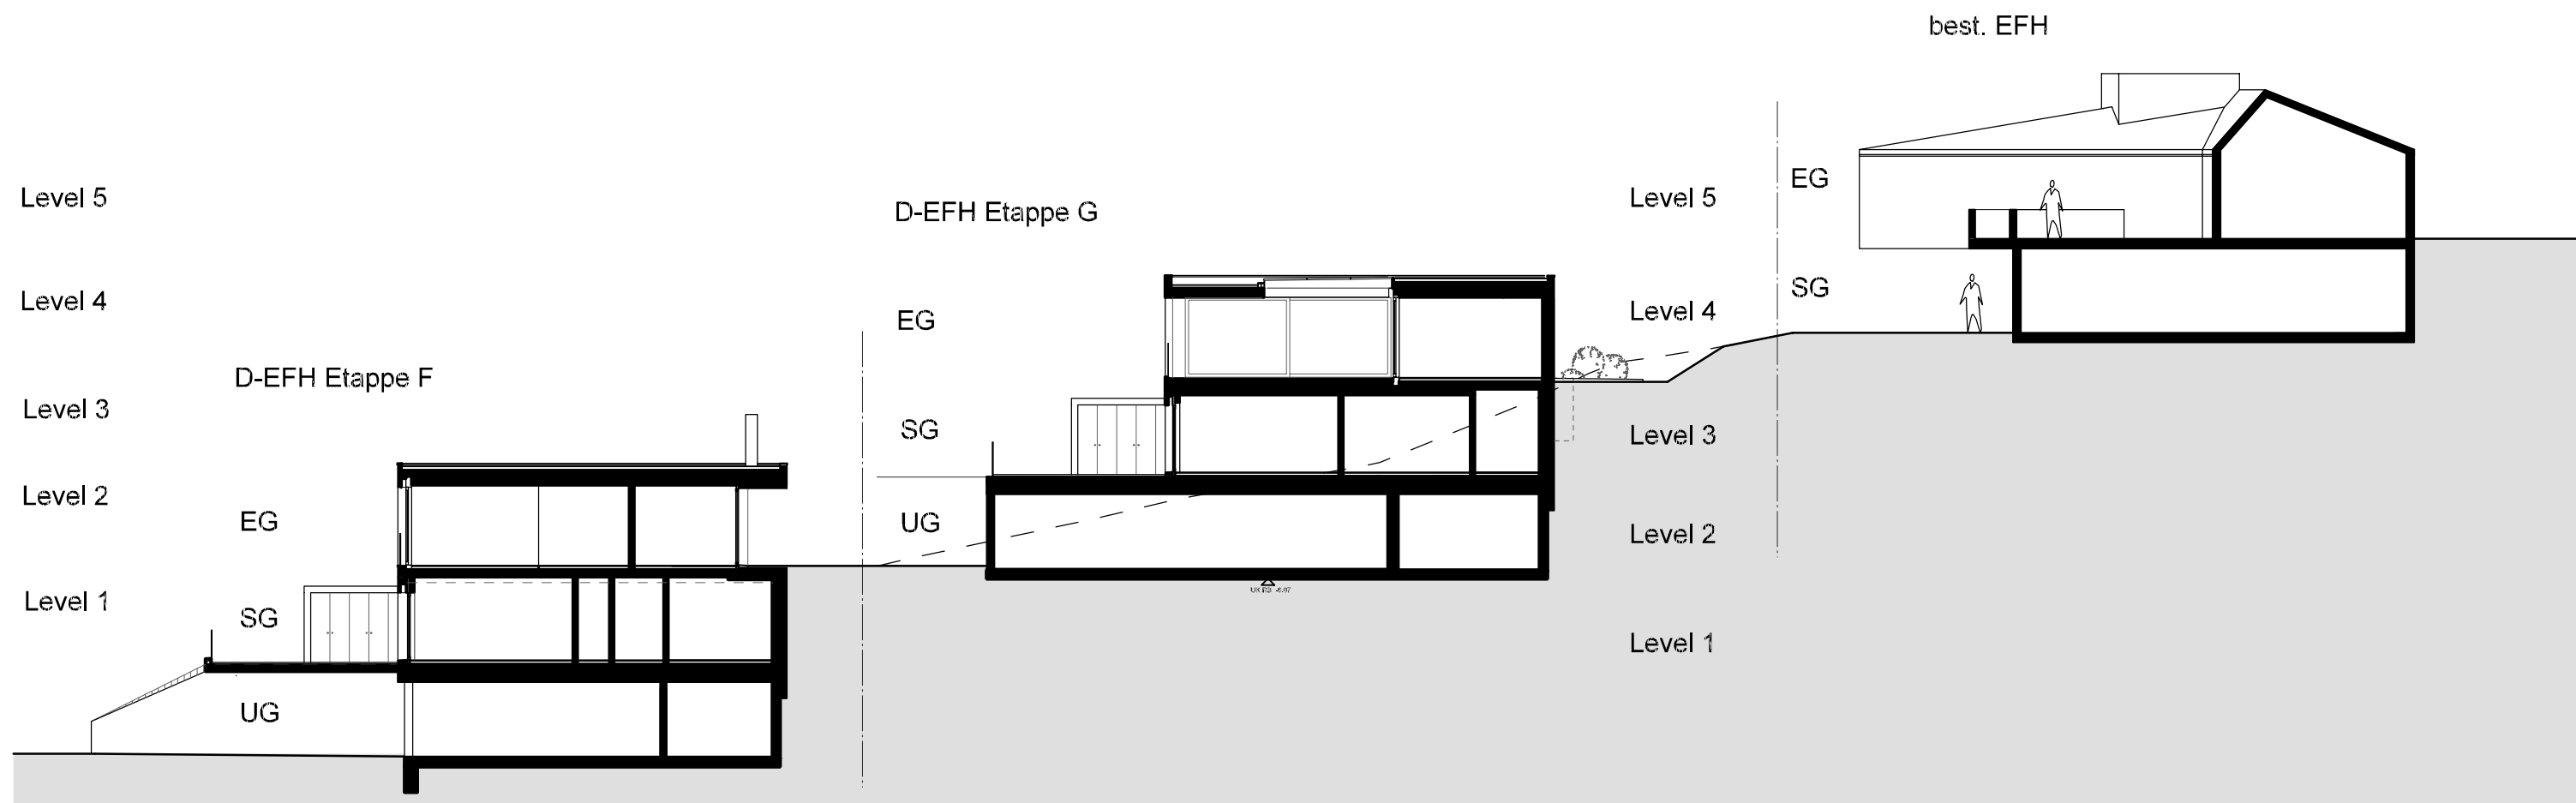 best. EFH
Level 5
D-EFH Etappe G
Level 5
EG
Level 4
EG
Level 4
SG
D-EFH Etappe F
Level 3
SG
Level 3
Level 2
EG
UG
Level 2
Level 1
SG
Level 1
UG